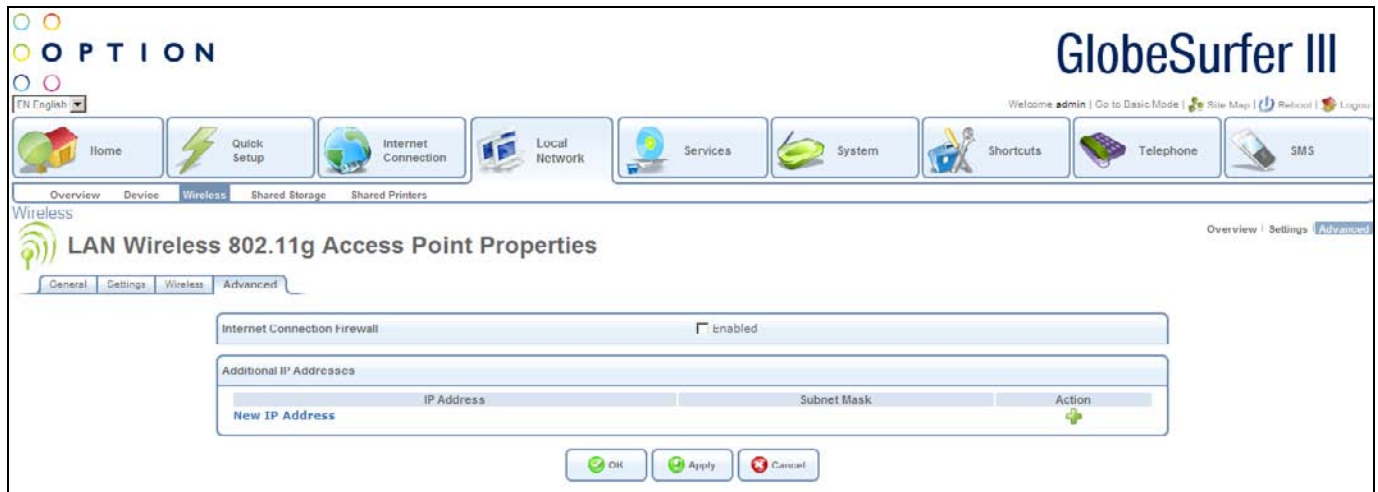 OPTION
GlobeSurfer III
EN English
Welcome admin | Go to Basic Mode | Site Map | Reboot | Logout
Home
Quick Setup
Internet Connection
Local Network
Services
System
Shortcuts
Telephone
SMS
Overview Device Wireless Shared Storage Shared Printers
Wireless
Overview | Settings | Advanced
LAN Wireless 802.11g Access Point Properties
General Settings Wireless Advanced
Internet Connection Firewall Enabled
Additional IP Addresses
IP Address Subnet Mask Action
New IP Address
OK Apply Cancel